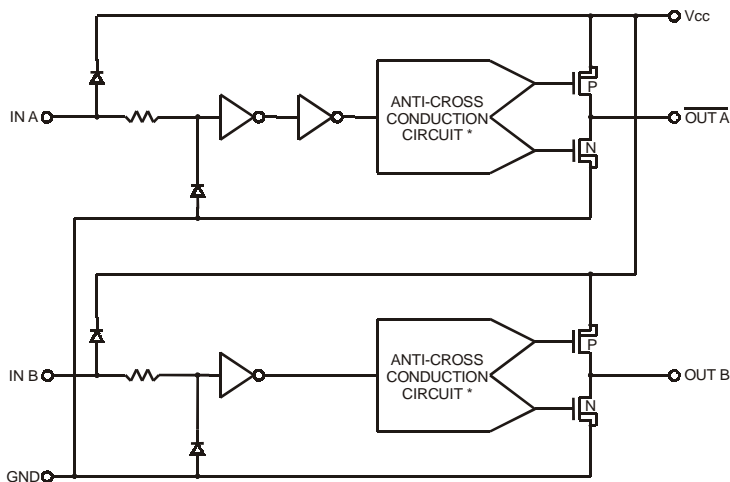 Vcc
P
ANTI-CROSS
CONDUCTION
CIRCUIT *
IN A
OUT A
N
P
ANTI-CROSS
CONDUCTION
CIRCUIT *
IN B
OUT B
N
GND